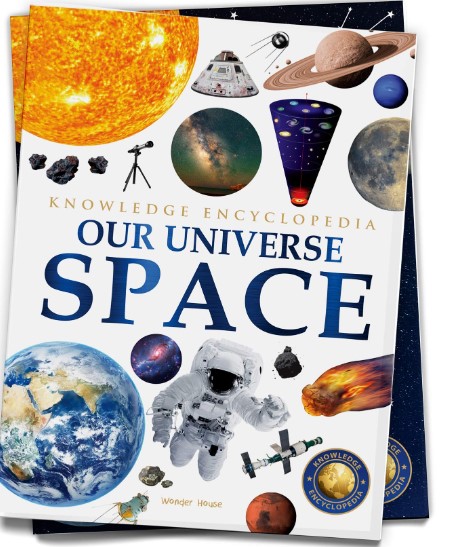 KNOWLEDGE ENCYCLOPEDIA
OUR UNIVERSE
SPACE
Wonder House
KNOWLEDGE
ENCYCLOPEDIA